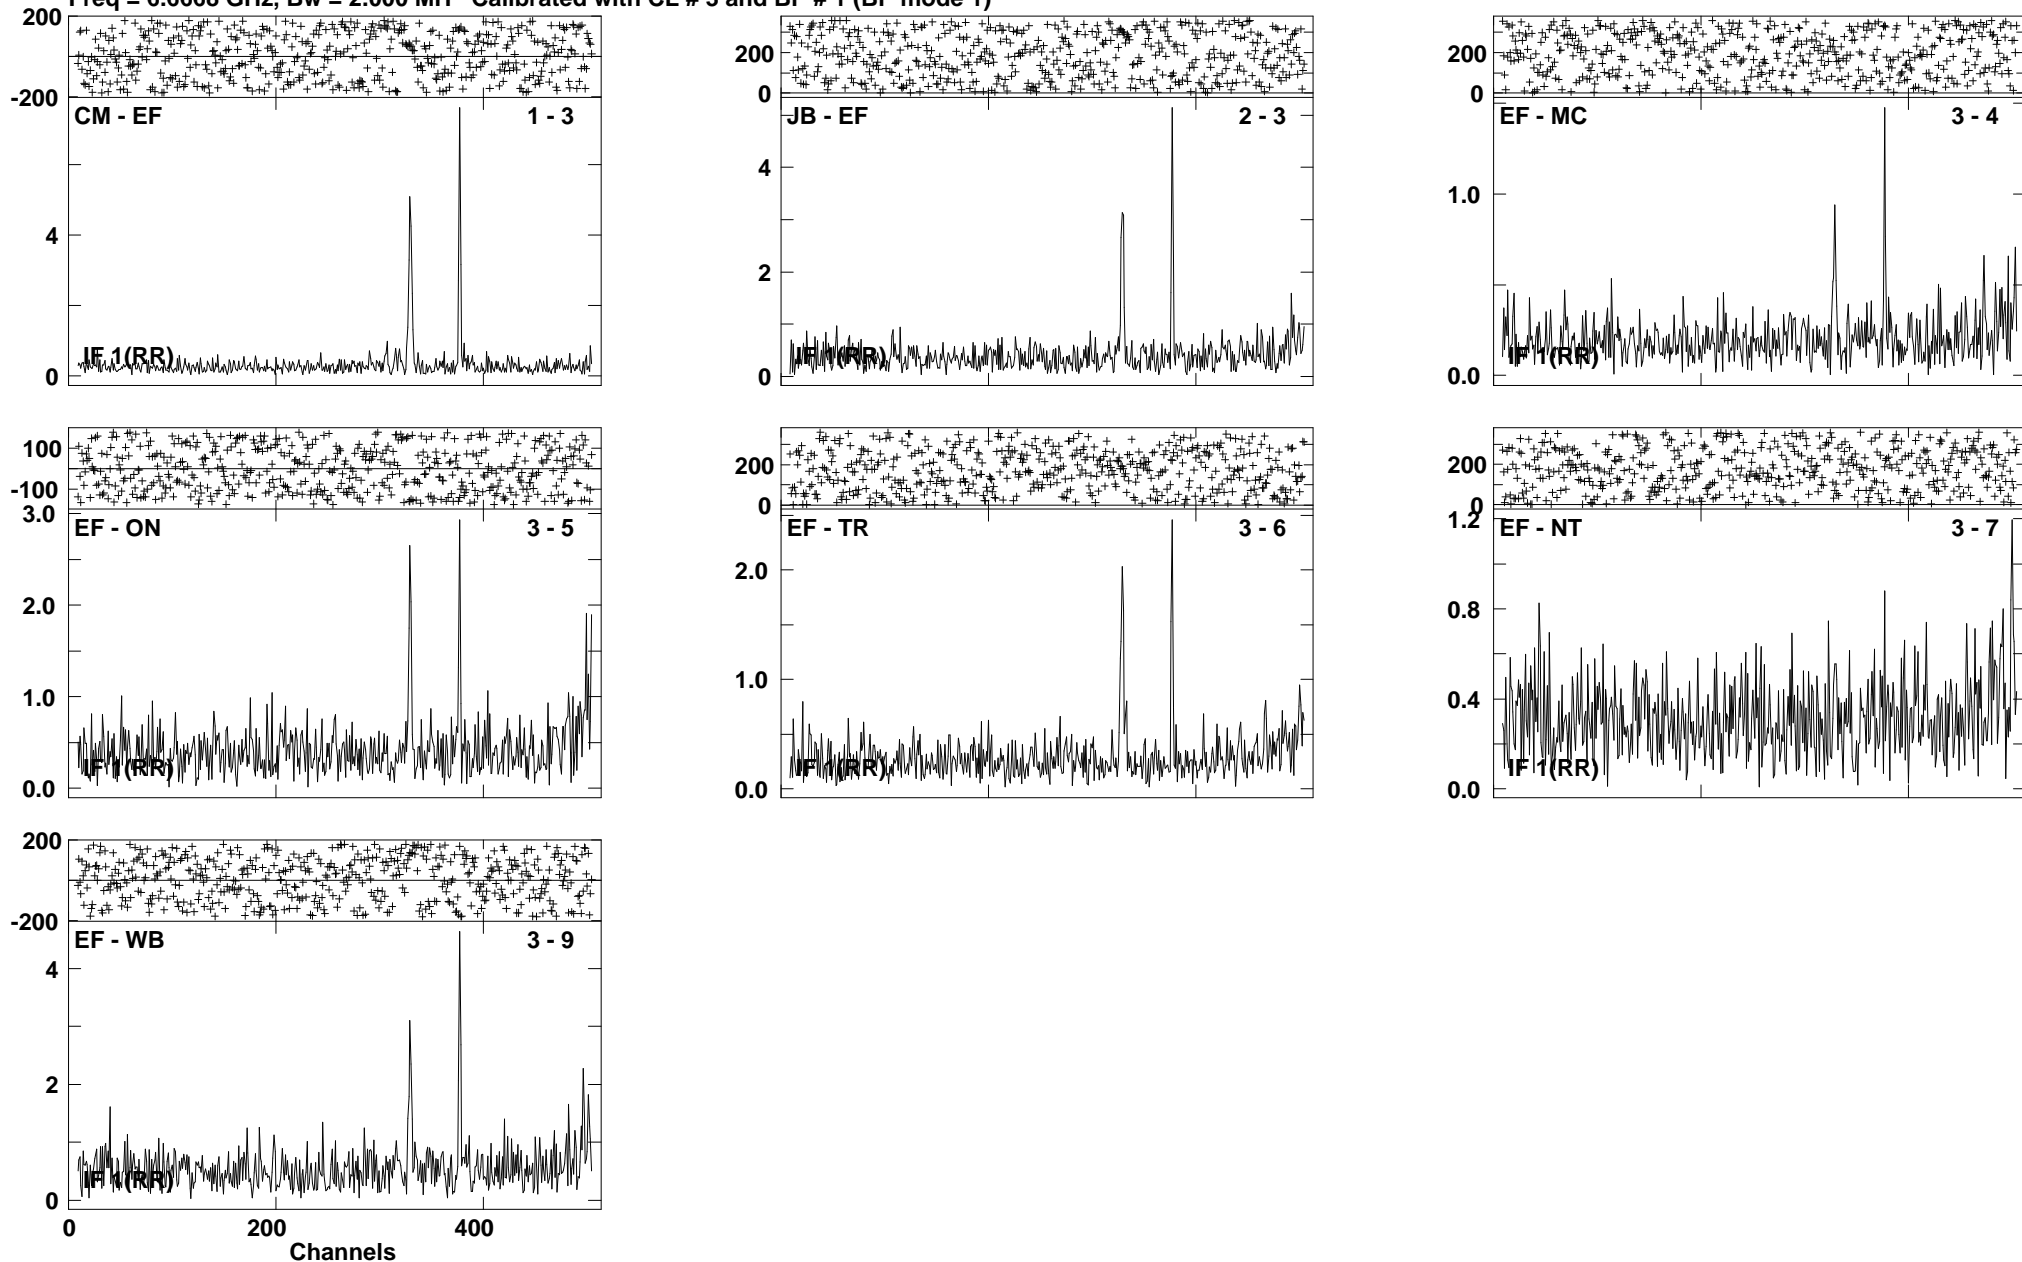 Freq = 6.6668 GHz, Bw = 2.000 MH Calibrated with CL # 3 and BP # 1 (BP mode 1)
200
-200
CM - EF 1 - 3
4
IF 1(RR)
0
200
0
JB - EF 2 - 3
4
2
IF 1(RR)
0
200
0
EF - MC 3 - 4
1.0
IF 1(RR)
0.0
100
-100
3.0
EF - ON 3 - 5
2.0
1.0
IF 1(RR)
0.0
200
0
EF - TR 3 - 6
2.0
1.0
IF 1(RR)
0.0
200
0
1.2
EF - NT 3 - 7
0.8
0.4
IF 1(RR)
0.0
200
-200
EF - WB 3 - 9
4
2
IF 1(RR)
0
0 200 400
Channels